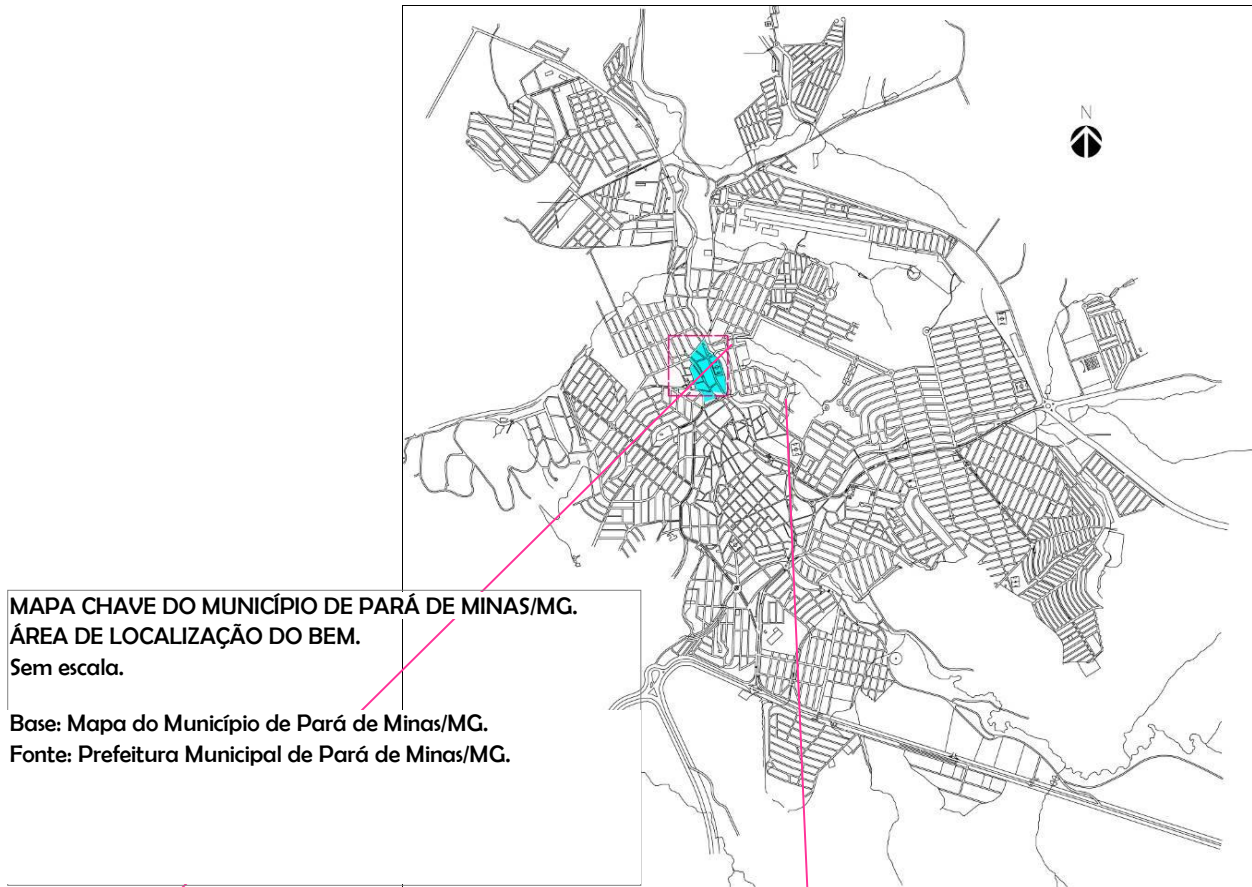 N
MAPA CHAVE DO MUNICÍPIO DE PARÁ DE MINAS/MG.
ÁREA DE LOCALIZAÇÃO DO BEM.
Sem escala.
Base: Mapa do Município de Pará de Minas/MG.
Fonte: Prefeitura Municipal de Pará de Minas/MG.